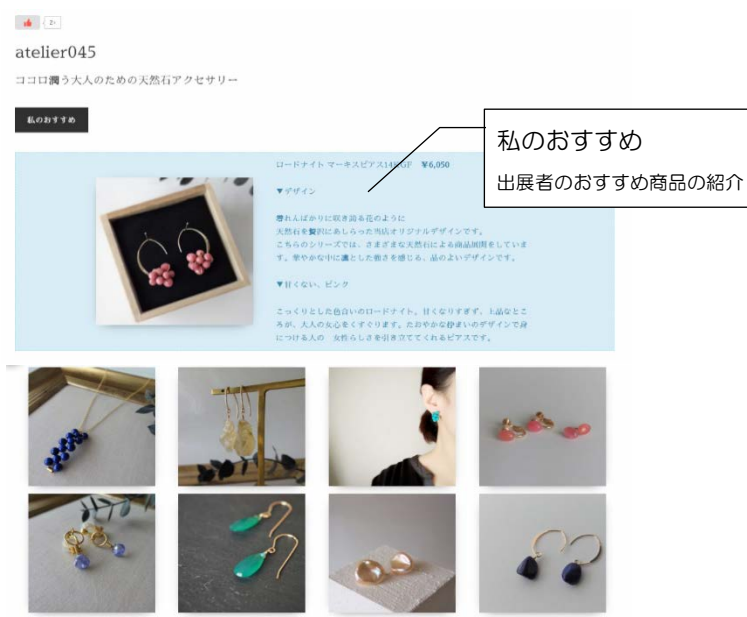 atelier045
ココロ潤う大人のための天然石アクセサリー
私のおすすめ
私のおすすめ
出展者のおすすめ商品の紹介
ロードナイト マーキスピアス14KGF ¥6,050
▼デザイン
零れんばかりに咲き誇る花のように
天然石を贅沢にあしらった当店オリジナルデザインです。
こちらのシリーズでは、さまざまな天然石による商品展開をしていま
す。華やかな中に凛とした雅さを感じる、品のよいデザインです。
▼甘くない、ピンク
こっくりとした色合いのロードナイト。甘くなりすぎず、上品なとこ
ろが、大人の女心をくすぐります。たおやかな佇まいのデザインで身
につける人の 女性らしさを引き立ててくれるピアスです。